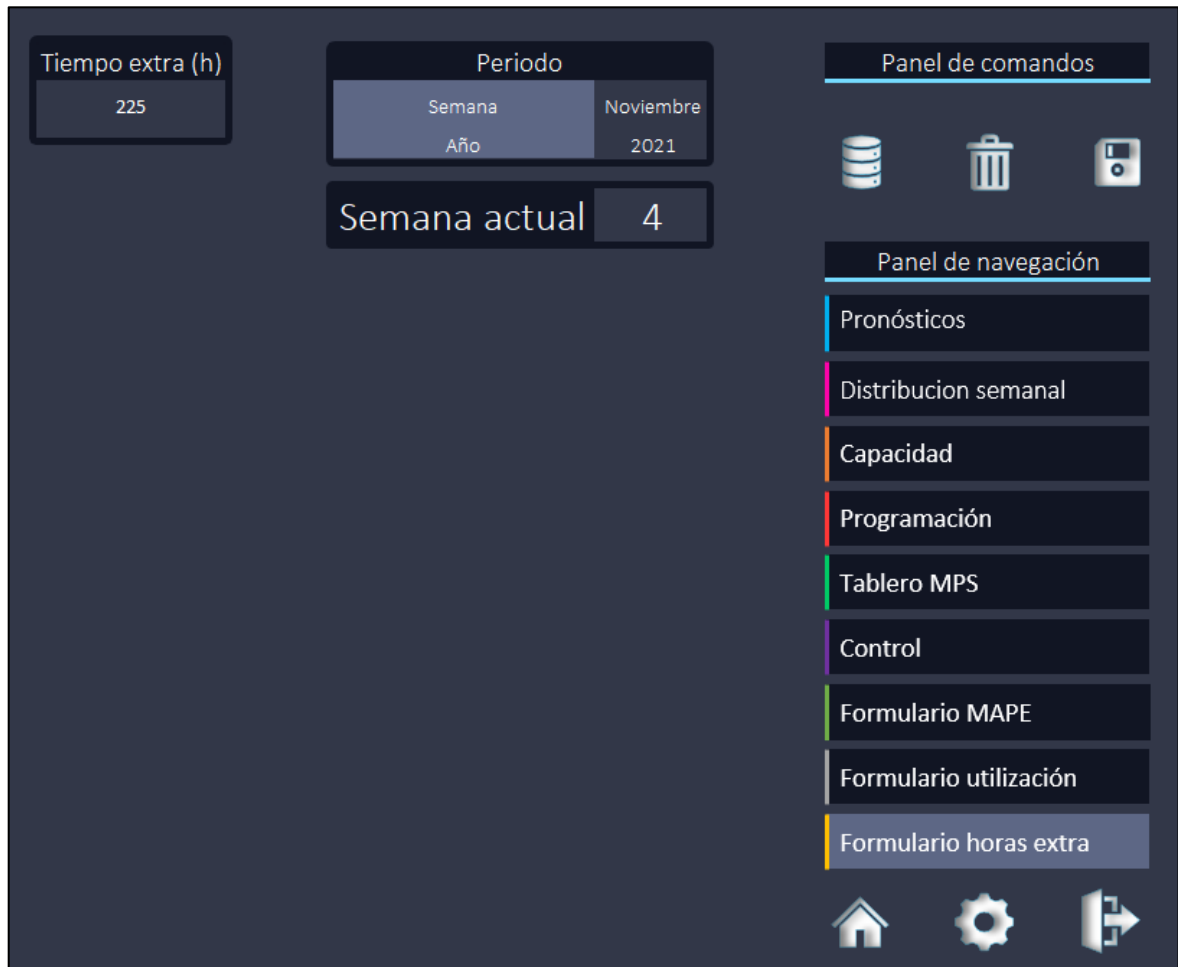 Tiempo extra (h)
225
Periodo
Semana Noviembre
Año 2021
Semana actual 4
Panel de comandos
Panel de navegación
Pronósticos
Distribucion semanal
Capacidad
Programación
Tablero MPS
Control
Formulario MAPE
Formulario utilización
Formulario horas extra